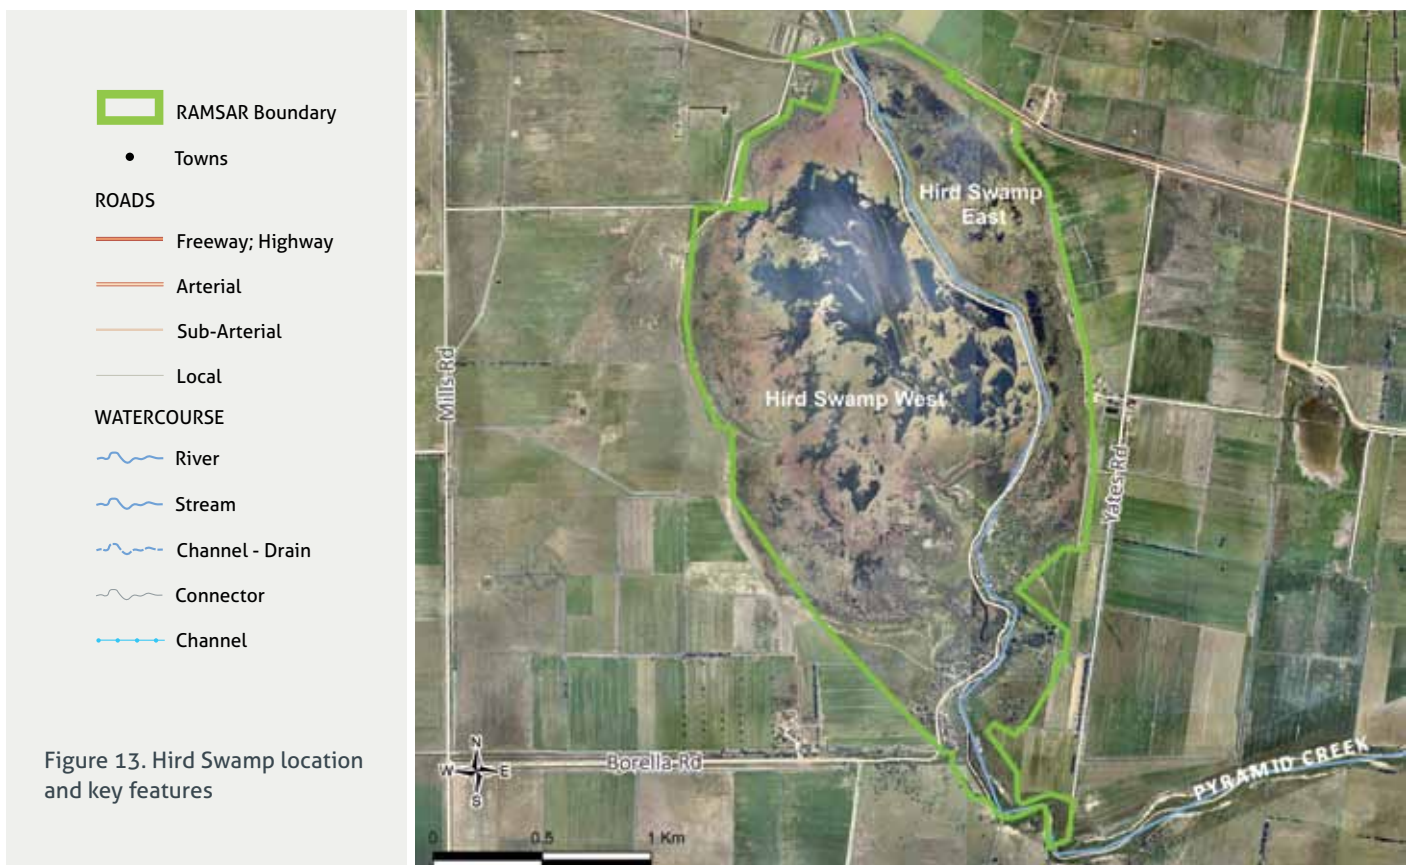 RAMSAR Boundary
Towns
ROADS
Freeway; Highway
Arterial
Sub-Arterial
Local
WATERCOURSE
River
Stream
Channel - Drain
Connector
Channel
Figure 13. Hird Swamp location
and key features
Hird Swamp
East
Hird Swamp West
Mills Rd
Yates Rd
Borella Rd
PYRAMID CREEK
N
W E
S
0 0.5 1 Km